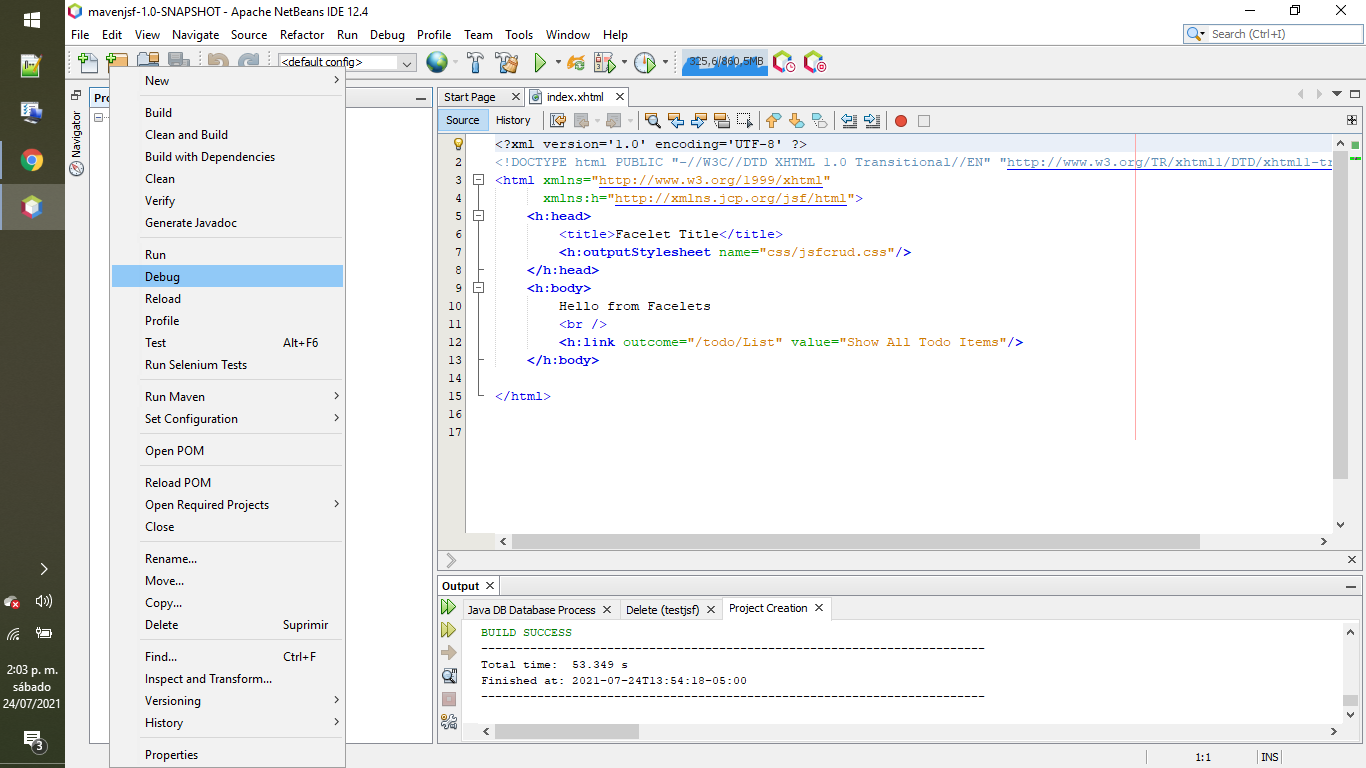 mavenjsf-1.0-SNAPSHOT - Apache NetBeans IDE 12.4
File Edit View Navigate Source Refactor Run Debug Profile Team Tools Window Help
Search (Ctrl+I)
<default config>
325,6/860,5MB
Navigator
New
Build
Clean and Build
Build with Dependencies
Clean
Verify
Generate Javadoc
Run
Debug
Reload
Profile
Test Alt+F6
Run Selenium Tests
Run Maven
Set Configuration
Open POM
Reload POM
Open Required Projects
Close
Rename...
Move...
Copy...
Delete Suprimir
Find... Ctrl+F
Inspect and Transform...
Versioning
History
Properties
Start Page index.xhtml
Source History
1 <?xml version='1.0' encoding='UTF-8' ?>
2 <!DOCTYPE html PUBLIC "-//W3C//DTD XHTML 1.0 Transitional//EN" "http://www.w3.org/TR/xhtml1/DTD/xhtml1-tr
3 <html xmlns="http://www.w3.org/1999/xhtml"
4 xmlns:h="http://xmlns.jcp.org/jsf/html">
5 <h:head>
6 <title>Facelet Title</title>
7 <h:outputStylesheet name="css/jsfcrud.css"/>
8 </h:head>
9 <h:body>
10 Hello from Facelets
11 <br />
12 <h:link outcome="/todo/List" value="Show All Todo Items"/>
13 </h:body>
14
15 </html>
16
17
Output
Java DB Database Process Delete (testjsf) Project Creation
BUILD SUCCESS
------------------------------------------------------------------------
Total time: 53.349 s
Finished at: 2021-07-24T13:54:18-05:00
------------------------------------------------------------------------
1:1 INS
2:03 p. m.
sábado
24/07/2021
3